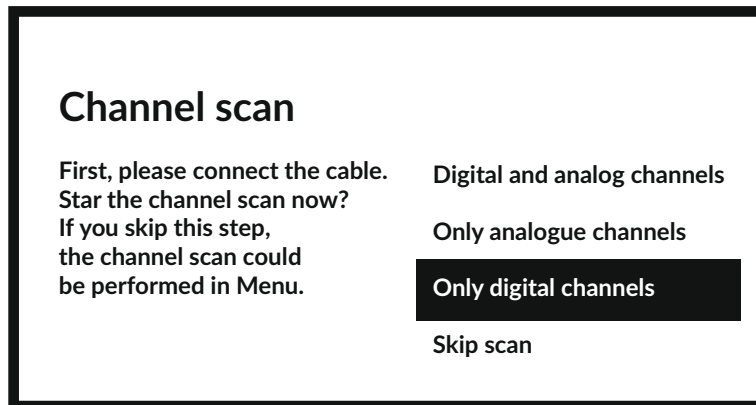 Channel scan
First, please connect the cable.
Star the channel scan now?
If you skip this step,
the channel scan could
be performed in Menu.
Digital and analog channels
Only analogue channels
Only digital channels
Skip scan